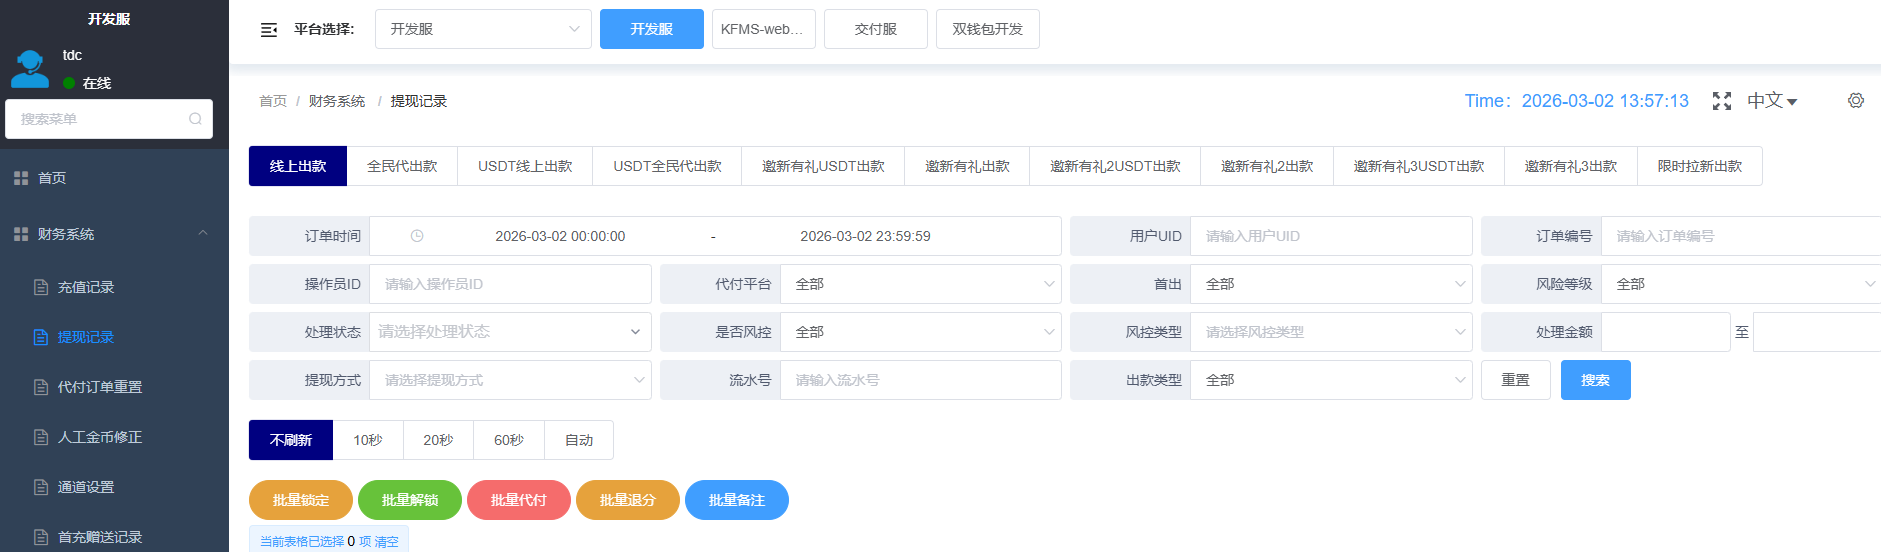 开发服
tdc
在线
搜索菜单
首页
财务系统
充值记录
提现记录
代付订单重置
人工金币修正
通道设置
首充赠送记录
平台选择:
开发服
开发服
KFMS-web...
交付服
双钱包开发
首页 / 财务系统 / 提现记录
Time：2026-03-02 13:57:13
中文
线上出款
全民代出款
USDT线上出款
USDT全民代出款
邀新有礼USDT出款
邀新有礼出款
邀新有礼2USDT出款
邀新有礼2出款
邀新有礼3USDT出款
邀新有礼3出款
限时拉新出款
订单时间 2026-03-02 00:00:00 - 2026-03-02 23:59:59
用户UID 请输入用户UID
订单编号 请输入订单编号
操作员ID 请输入操作员ID
代付平台 全部
首出 全部
风险等级 全部
处理状态 请选择处理状态
是否风控 全部
风控类型 请选择风控类型
处理金额 至
提现方式 请选择提现方式
流水号 请输入流水号
出款类型 全部
重置
搜索
不刷新
10秒
20秒
60秒
自动
批量锁定
批量解锁
批量代付
批量退分
批量备注
当前表格已选择 0 项 清空